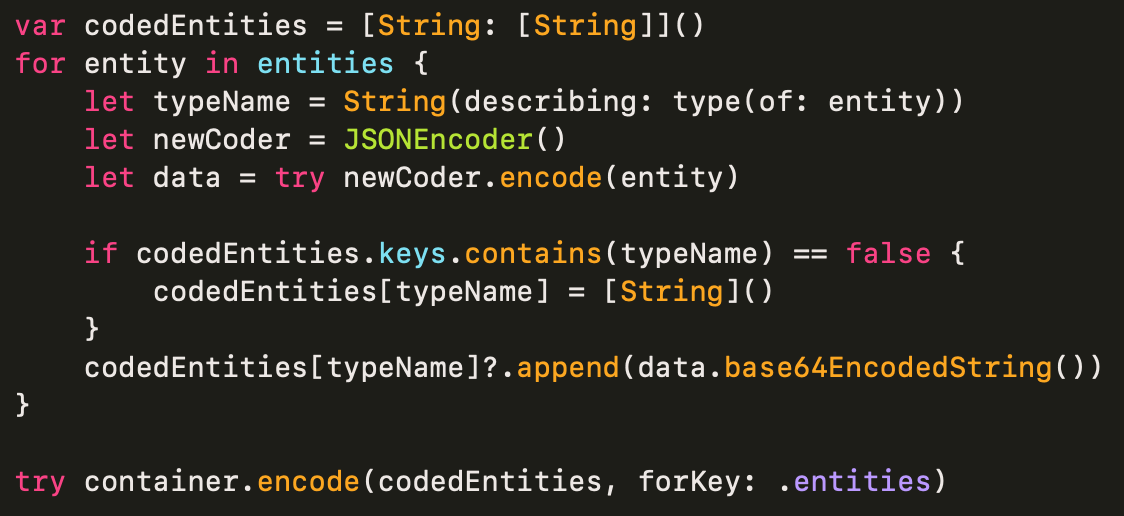 var codedEntities = [String: [String]]()
for entity in entities {
    let typeName = String(describing: type(of: entity))
    let newCoder = JSONEncoder()
    let data = try newCoder.encode(entity)

    if codedEntities.keys.contains(typeName) == false {
        codedEntities[typeName] = [String]()
    }
    codedEntities[typeName]?.append(data.base64EncodedString())
}

try container.encode(codedEntities, forKey: .entities)